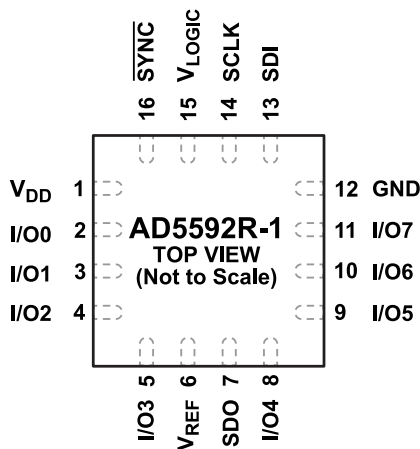 SYNC
16
VLOGIC
15
SCLK
14
SDI
13
VDD 1
I/O0 2
I/O1 3
I/O2 4
AD5592R-1
TOP VIEW
(Not to Scale)
12 GND
11 I/O7
10 I/O6
9 I/O5
5
I/O3
6
VREF
7
SDO
8
I/O4